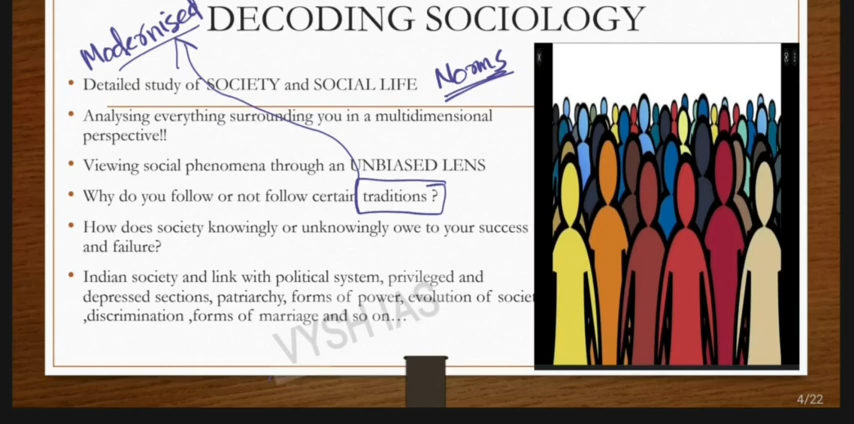 DECODING SOCIOLOGY
Modernised
Norms
• Detailed study of SOCIETY and SOCIAL LIFE
• Analysing everything surrounding you in a multidimensional
perspective!!
• Viewing social phenomena through an UNBIASED LENS
• Why do you follow or not follow certain traditions ?
• How does society knowingly or unknowingly owe to your success
and failure?
• Indian society and link with political system, privileged and
depressed sections, patriarchy, forms of power, evolution of socie
,discrimination ,forms of marriage and so on…
VYSH IAS
4/22